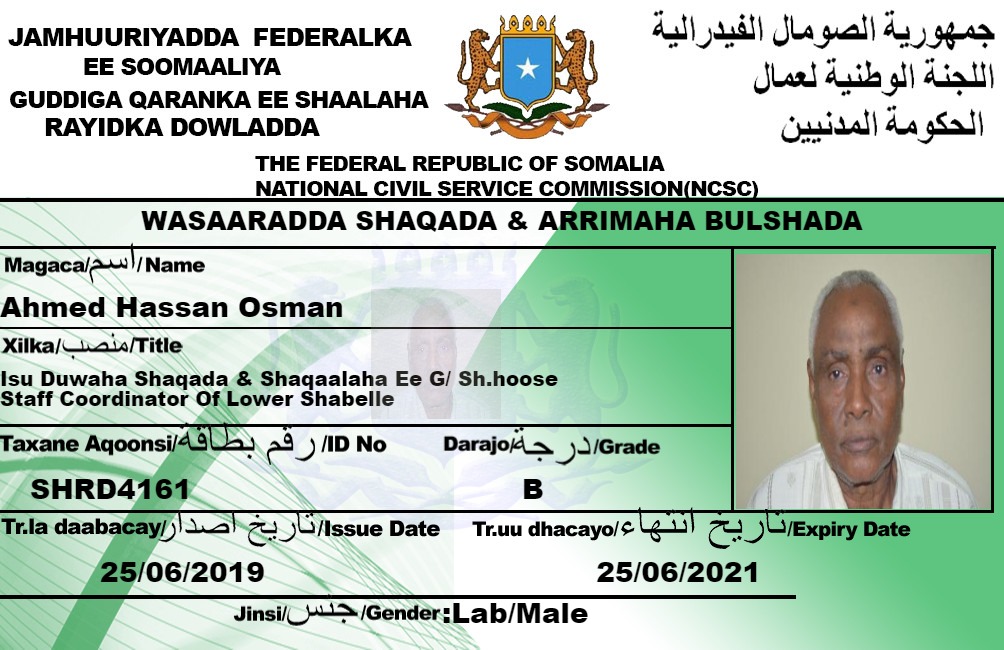 JAMHUURIYADDA FEDERALKA
EE SOOMAALIYA
GUDDIGA QARANKA EE SHAALAHA
RAYIDKA DOWLADDA
جمهورية الصومال الفيدرالية
اللجنة الوطنية لعمال
الحكومة المدنيين
THE FEDERAL REPUBLIC OF SOMALIA
NATIONAL CIVIL SERVICE COMMISSION(NCSC)
WASAARADDA SHAQADA & ARRIMAHA BULSHADA
Magaca/اسم/Name
Ahmed Hassan Osman
Xilka/منصب/Title
Isu Duwaha Shaqada & Shaqaalaha Ee G/ Sh.hoose
Staff Coordinator Of Lower Shabelle
Taxane Aqoonsi/رقم بطاقة/ID No
Darajo/درجة/Grade
SHRD4161
B
Tr.la daabacay/تاريخ اصدار/Issue Date
Tr.uu dhacayo/تاريخ انتهاء/Expiry Date
25/06/2019
25/06/2021
Jinsi/جنس/Gender:Lab/Male